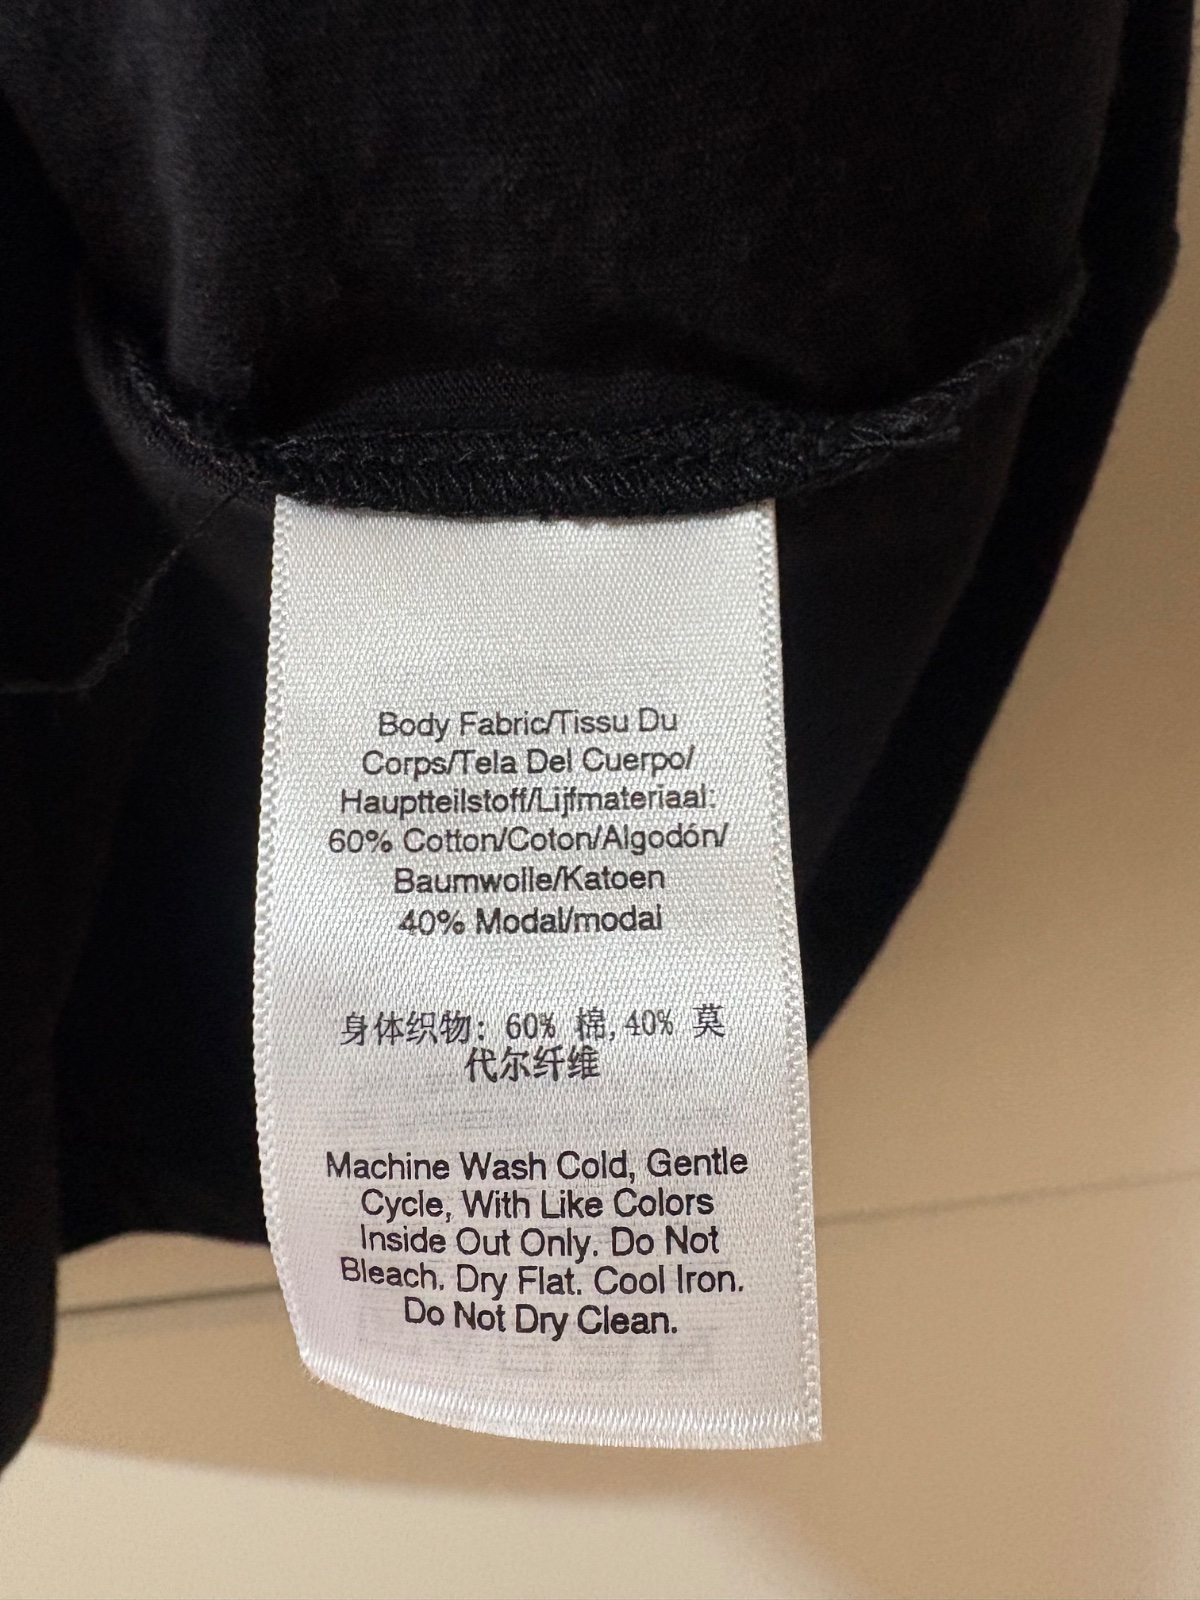 Body Fabric/Tissu Du
Corps/Tela Del Cuerpo/
Hauptteilstoff/Lijfmateriaal:
60% Cotton/Coton/Algodón/
Baumwolle/Katoen
40% Modal/modal
身体织物: 60% 棉, 40% 莫
代尔纤维
Machine Wash Cold, Gentle
Cycle, With Like Colors
Inside Out Only. Do Not
Bleach. Dry Flat. Cool Iron.
Do Not Dry Clean.